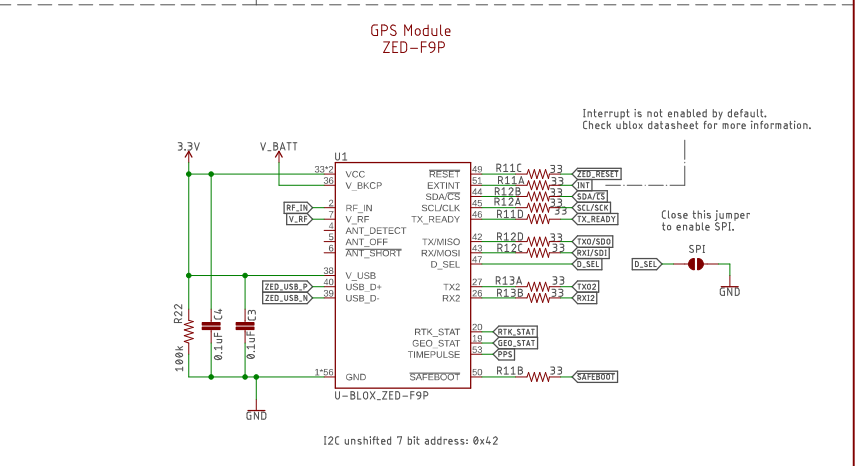 GPS Module
ZED-F9P
Interrupt is not enabled by default.
Check ublox datasheet for more information.
3.3V
V_BATT
U1
33*2
VCC
RESET
49
R11C
33
ZED_RESET
36
V_BCKP
EXTINT
51
R11A
33
INT
SDA/CS
44
R12B
33
SDA/CS
RF_IN
2
RF_IN
SCL/CLK
45
R12A
33
SCL/SCK
V_RF
7
V_RF
TX_READY
46
R11D
33
TX_READY
4
ANT_DETECT
5
ANT_OFF
TX/MISO
42
R12D
33
TXO/SDO
6
ANT_SHORT
RX/MOSI
43
R12C
33
RXI/SDI
D_SEL
47
D_SEL
Close this jumper
to enable SPI.
SPI
D_SEL
GND
38
V_USB
ZED_USB_P
40
USB_D+
TX2
27
R13A
33
TXO2
ZED_USB_N
39
USB_D-
RX2
26
R13B
33
RXI2
R22
100k
C4
0.1uF
C3
0.1uF
RTK_STAT
20
RTK_STAT
GEO_STAT
19
GEO_STAT
TIMEPULSE
53
PPS
1*56
GND
SAFEBOOT
50
R11B
33
SAFEBOOT
U-BLOX_ZED-F9P
GND
I2C unshifted 7 bit address: 0x42